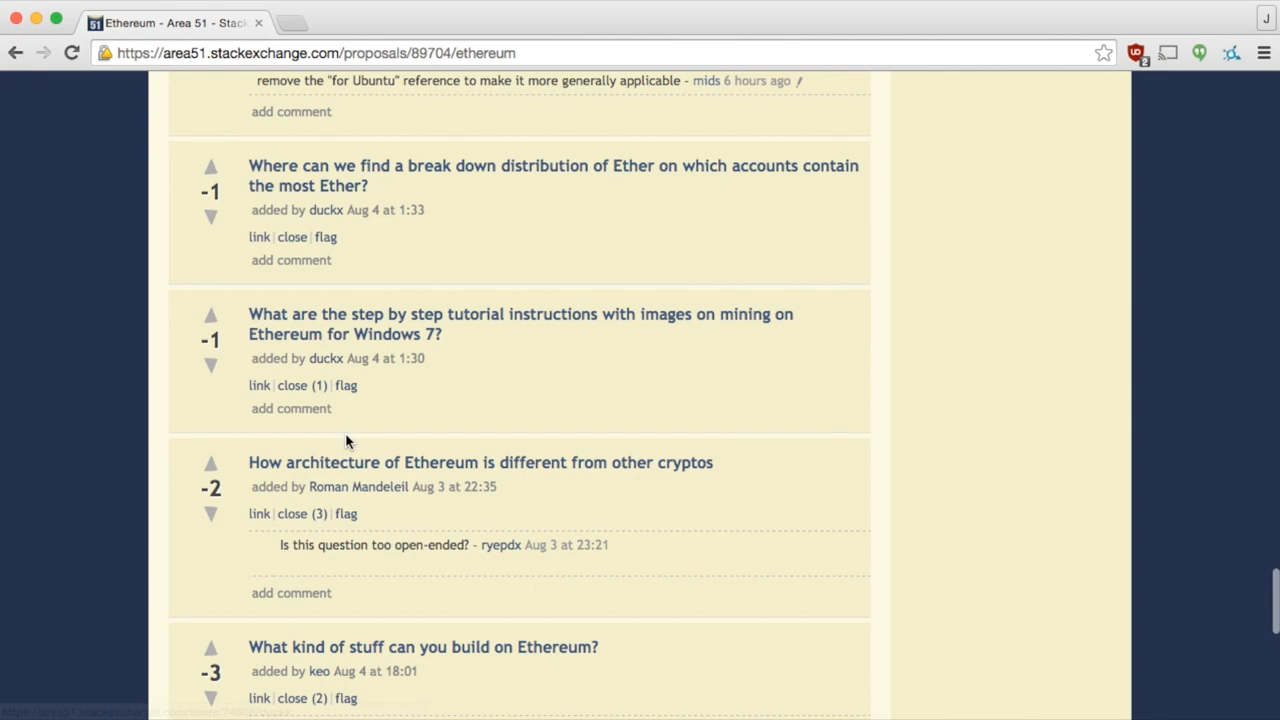 Ethereum - Area 51 - Stac
J
https://area51.stackexchange.com/proposals/89704/ethereum
2
remove the "for Ubuntu" reference to make it more generally applicable - mids 6 hours ago
add comment
Where can we find a break down distribution of Ether on which accounts contain
the most Ether?
-1
added by duckx Aug 4 at 1:33
link | close | flag
add comment
What are the step by step tutorial instructions with images on mining on
Ethereum for Windows 7?
-1
added by duckx Aug 4 at 1:30
link | close (1) | flag
add comment
How architecture of Ethereum is different from other cryptos
-2
added by Roman Mandeleil Aug 3 at 22:35
link | close (3) | flag
Is this question too open-ended? - ryepdx Aug 3 at 23:21
add comment
What kind of stuff can you build on Ethereum?
-3
added by keo Aug 4 at 18:01
link | close (2) | flag